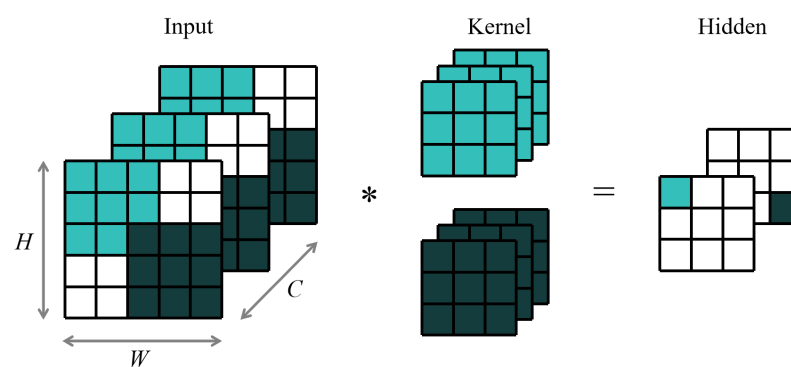 Input
Kernel
Hidden
H
*
=
C
W